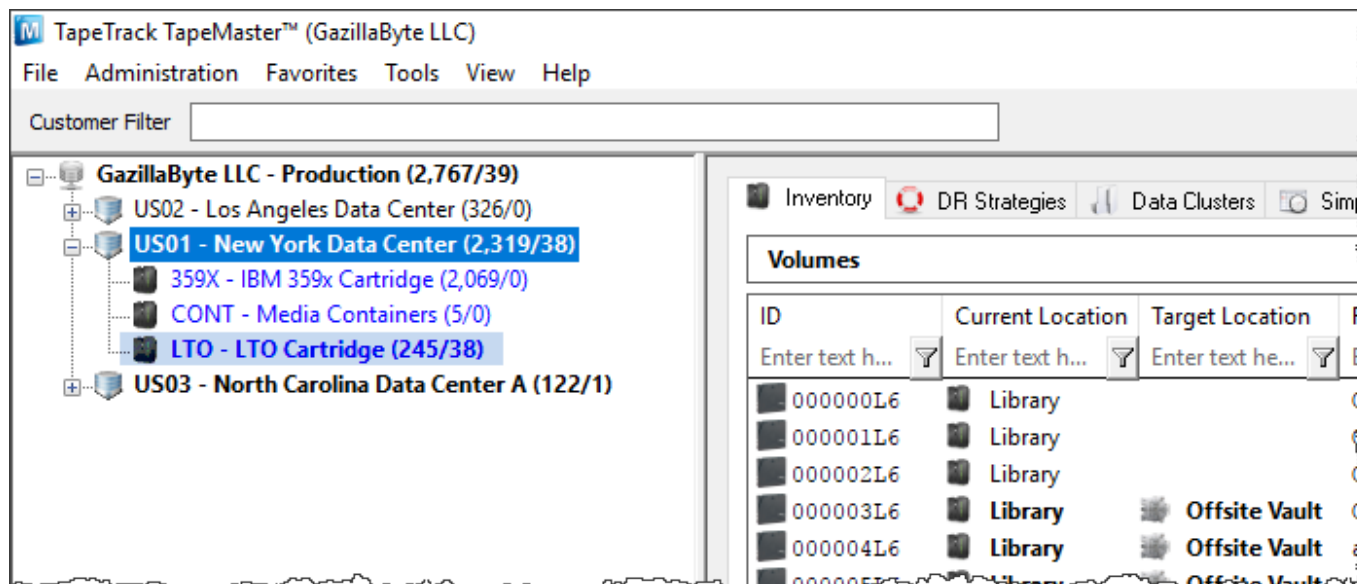 TapeTrack TapeMaster™ (GazillaByte LLC)
File Administration Favorites Tools View Help
Customer Filter
GazillaByte LLC - Production (2,767/39)
US02 - Los Angeles Data Center (326/0)
US01 - New York Data Center (2,319/38)
359X - IBM 359x Cartridge (2,069/0)
CONT - Media Containers (5/0)
LTO - LTO Cartridge (245/38)
US03 - North Carolina Data Center A (122/1)
Inventory DR Strategies Data Clusters
Volumes
ID Current Location Target Location
Enter text h... Enter text h... Enter text he...
000000L6 Library
000001L6 Library
000002L6 Library
000003L6 Library Offsite Vault
000004L6 Library Offsite Vault